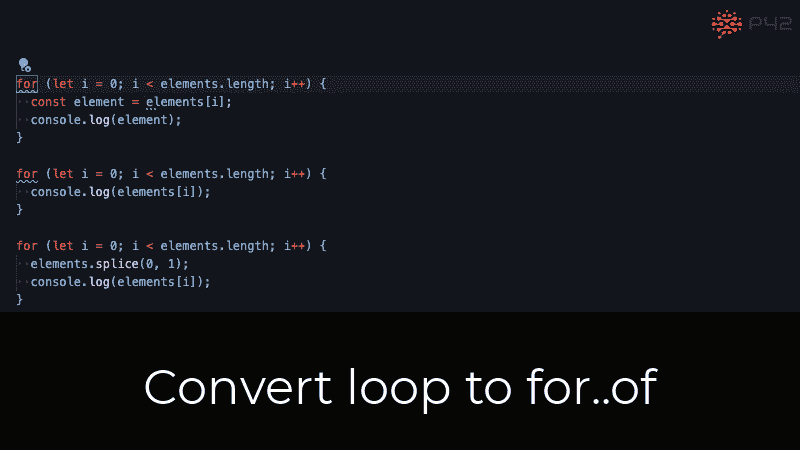 P42
for (let i = 0; i < elements.length; i++) {
··const element = elements[i];
··console.log(element);
}
for (let i = 0; i < elements.length; i++) {
··console.log(elements[i]);
}
for (let i = 0; i < elements.length; i++) {
··elements.splice(0, 1);
··console.log(elements[i]);
}
Convert loop to for..of